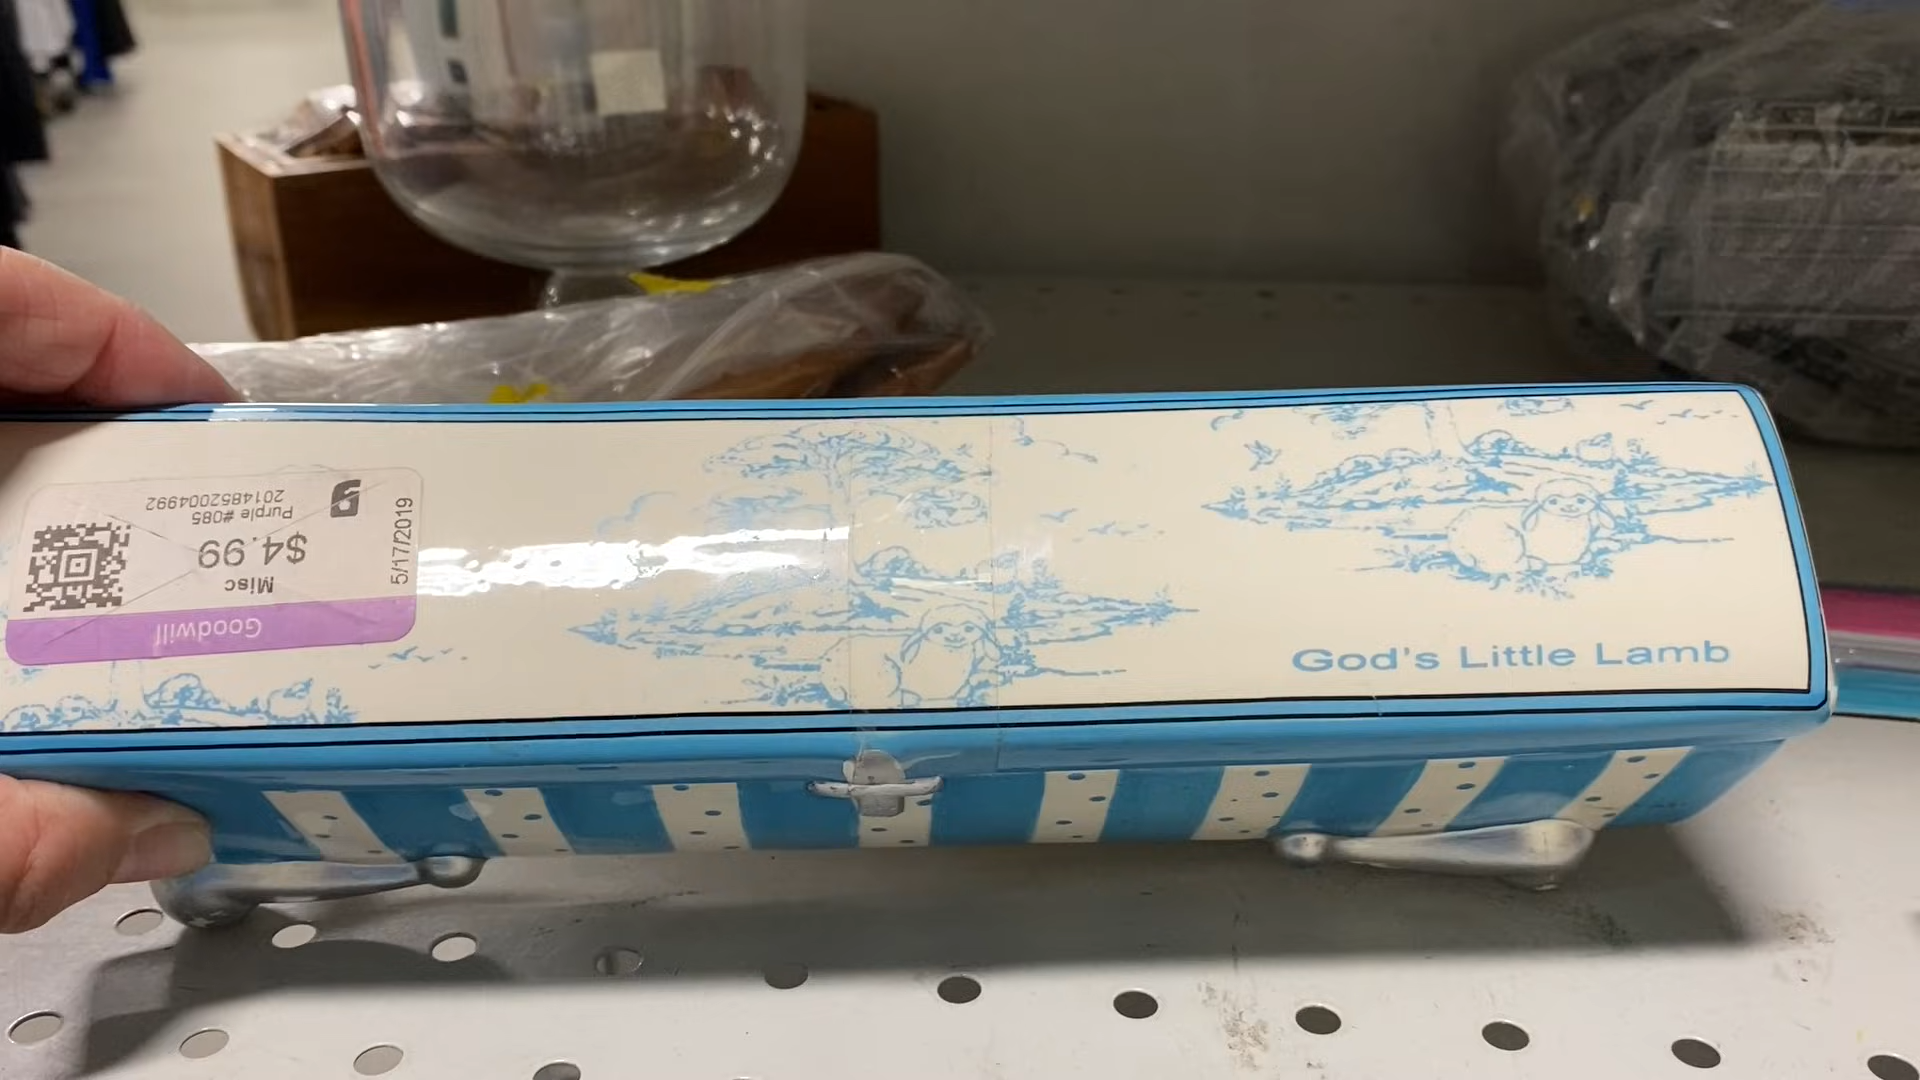 Goodwill
Misc
$4.99
Purple #085
2014852004992
5/17/2019
God's Little Lamb